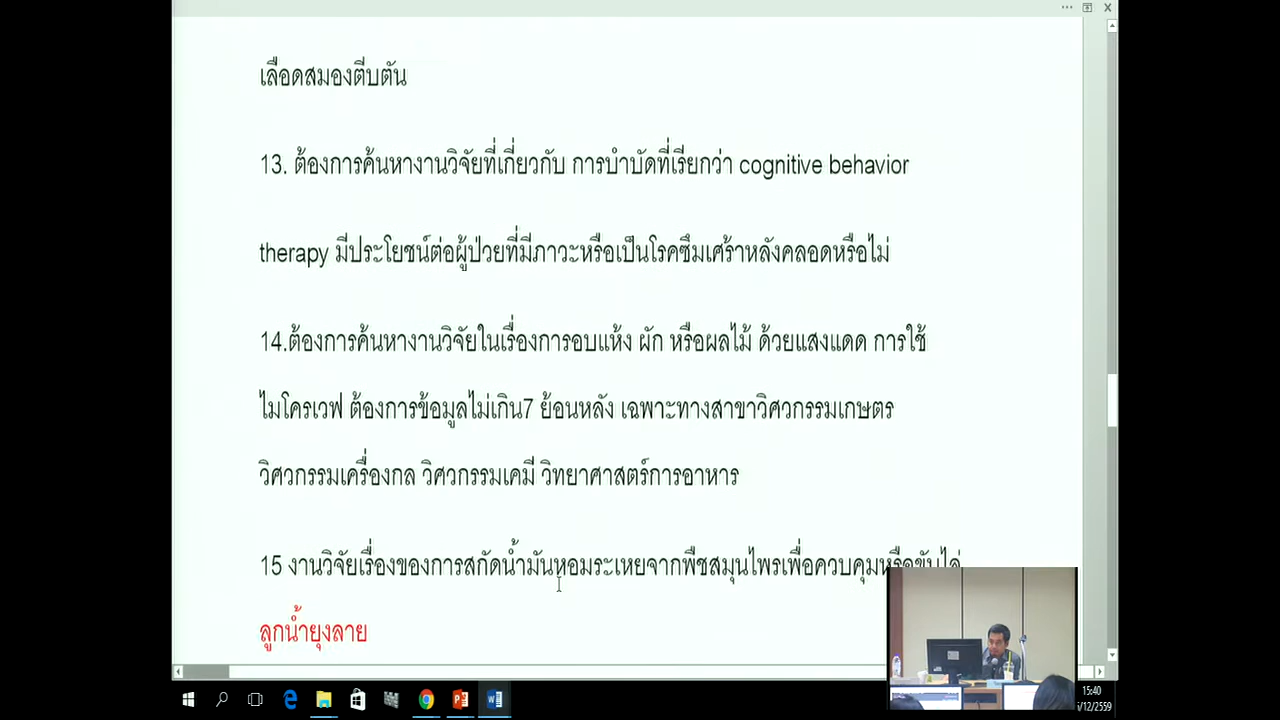 เลือดสมองตีบตัน
13. ต้องการค้นหางานวิจัยที่เกี่ยวกับ การบำบัดที่เรียกว่า cognitive behavior
therapy มีประโยชน์ต่อผู้ป่วยที่มีภาวะหรือเป็นโรคซึมเศร้าหลังคลอดหรือไม่
14.ต้องการค้นหางานวิจัยในเรื่องการอบแห้ง ผัก หรือผลไม้ ด้วยแสงแดด การใช้
ไมโครเวฟ ต้องการข้อมูลไม่เกิน7 ย้อนหลัง เฉพาะทางสาขาวิศวกรรมเกษตร
วิศวกรรมเครื่องกล วิศวกรรมเคมี วิทยาศาสตร์การอาหาร
15 งานวิจัยเรื่องของการสกัดน้ำมันหอมระเหยจากพืชสมุนไพรเพื่อควบคุมหรือขับไล่
ลูกน้ำยุงลาย
15:40
/12/2559